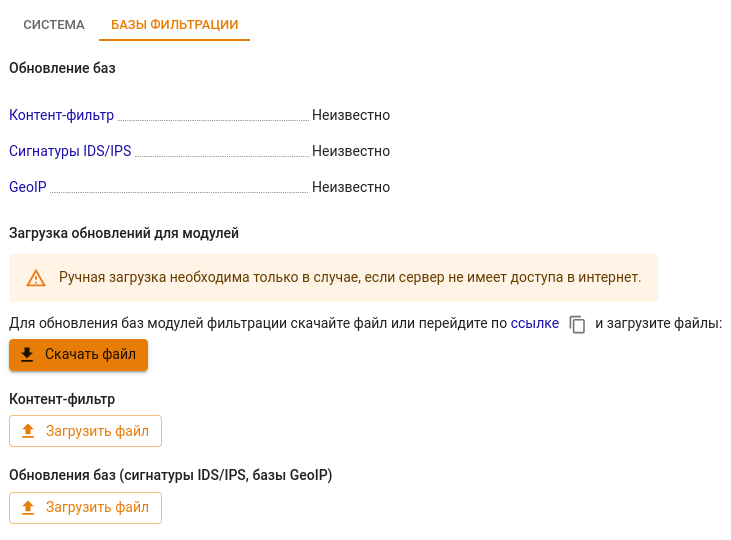 СИСТЕМА БАЗЫ ФИЛЬТРАЦИИ
Обновление баз
Контент-фильтр Неизвестно
Сигнатуры IDS/IPS Неизвестно
GeoIP Неизвестно
Загрузка обновлений для модулей
Ручная загрузка необходима только в случае, если сервер не имеет доступа в интернет.
Для обновления баз модулей фильтрации скачайте файл или перейдите по ссылке и загрузите файлы:
Скачать файл
Контент-фильтр
Загрузить файл
Обновления баз (сигнатуры IDS/IPS, базы GeoIP)
Загрузить файл